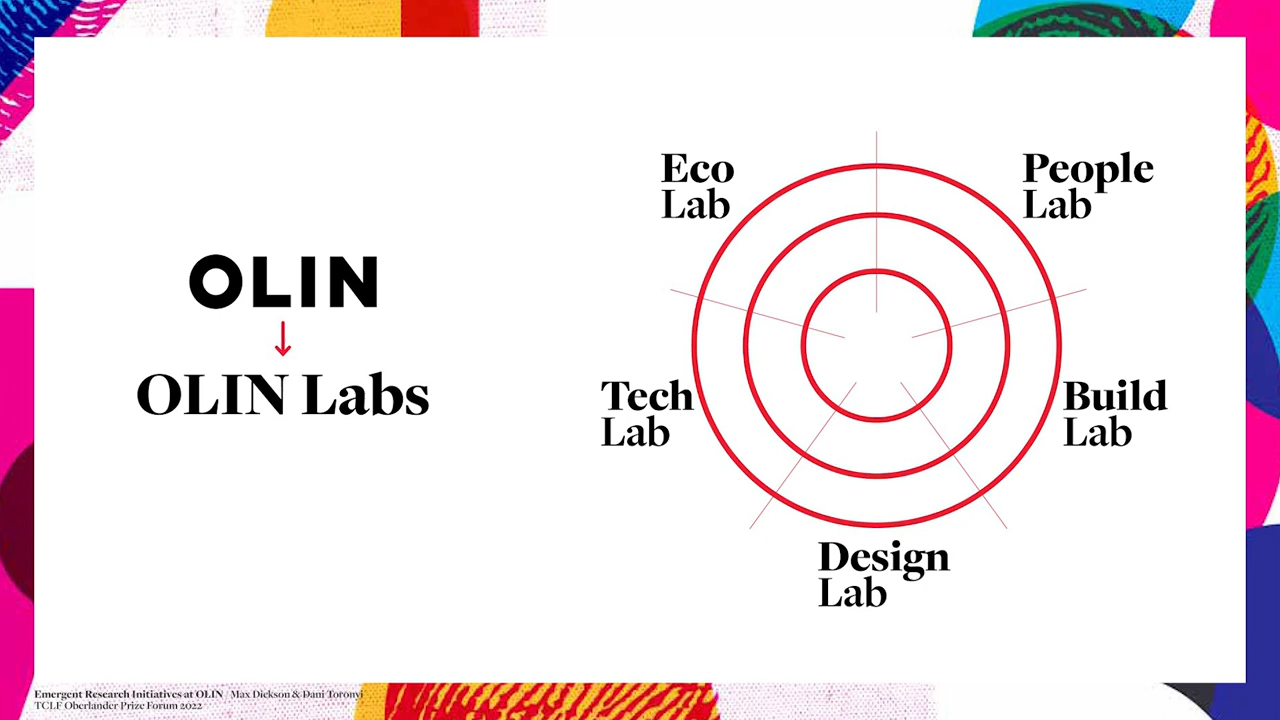 OLIN
OLIN Labs
Eco
Lab
People
Lab
Tech
Lab
Build
Lab
Design
Lab
Emergent Research Initiatives at OLIN / Max Dickson & Dani Toronyi
TCLF Oberlander Prize Forum 2022